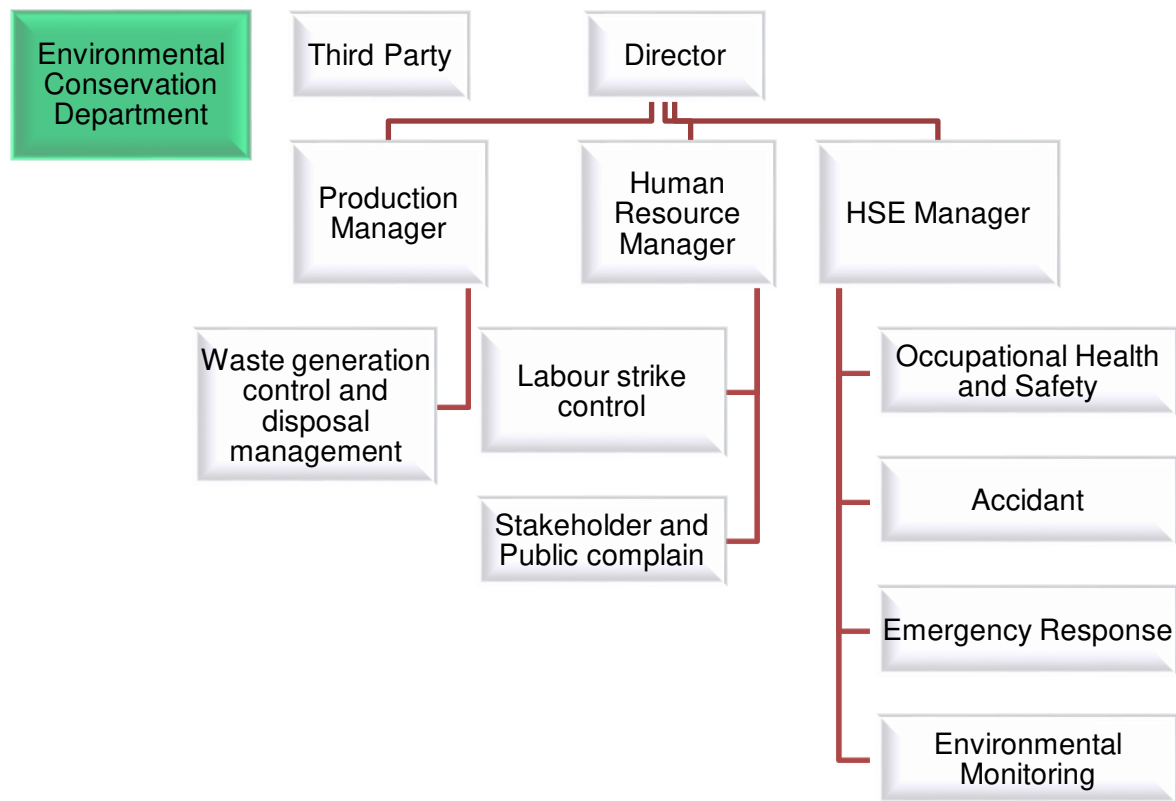 Environmental
Conservation
Department
Third Party
Director
Production
Manager
Human
Resource
Manager
HSE Manager
Waste generation
control and
disposal
management
Labour strike
control
Stakeholder and
Public complain
Occupational Health
and Safety
Accidant
Emergency Response
Environmental
Monitoring